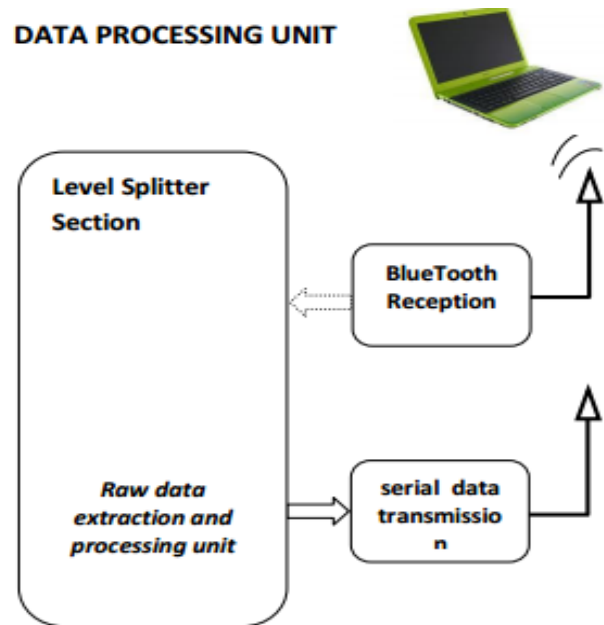 DATA PROCESSING UNIT
Level Splitter
Section
BlueTooth
Reception
Raw data
extraction and
processing unit
serial data
transmissio
n